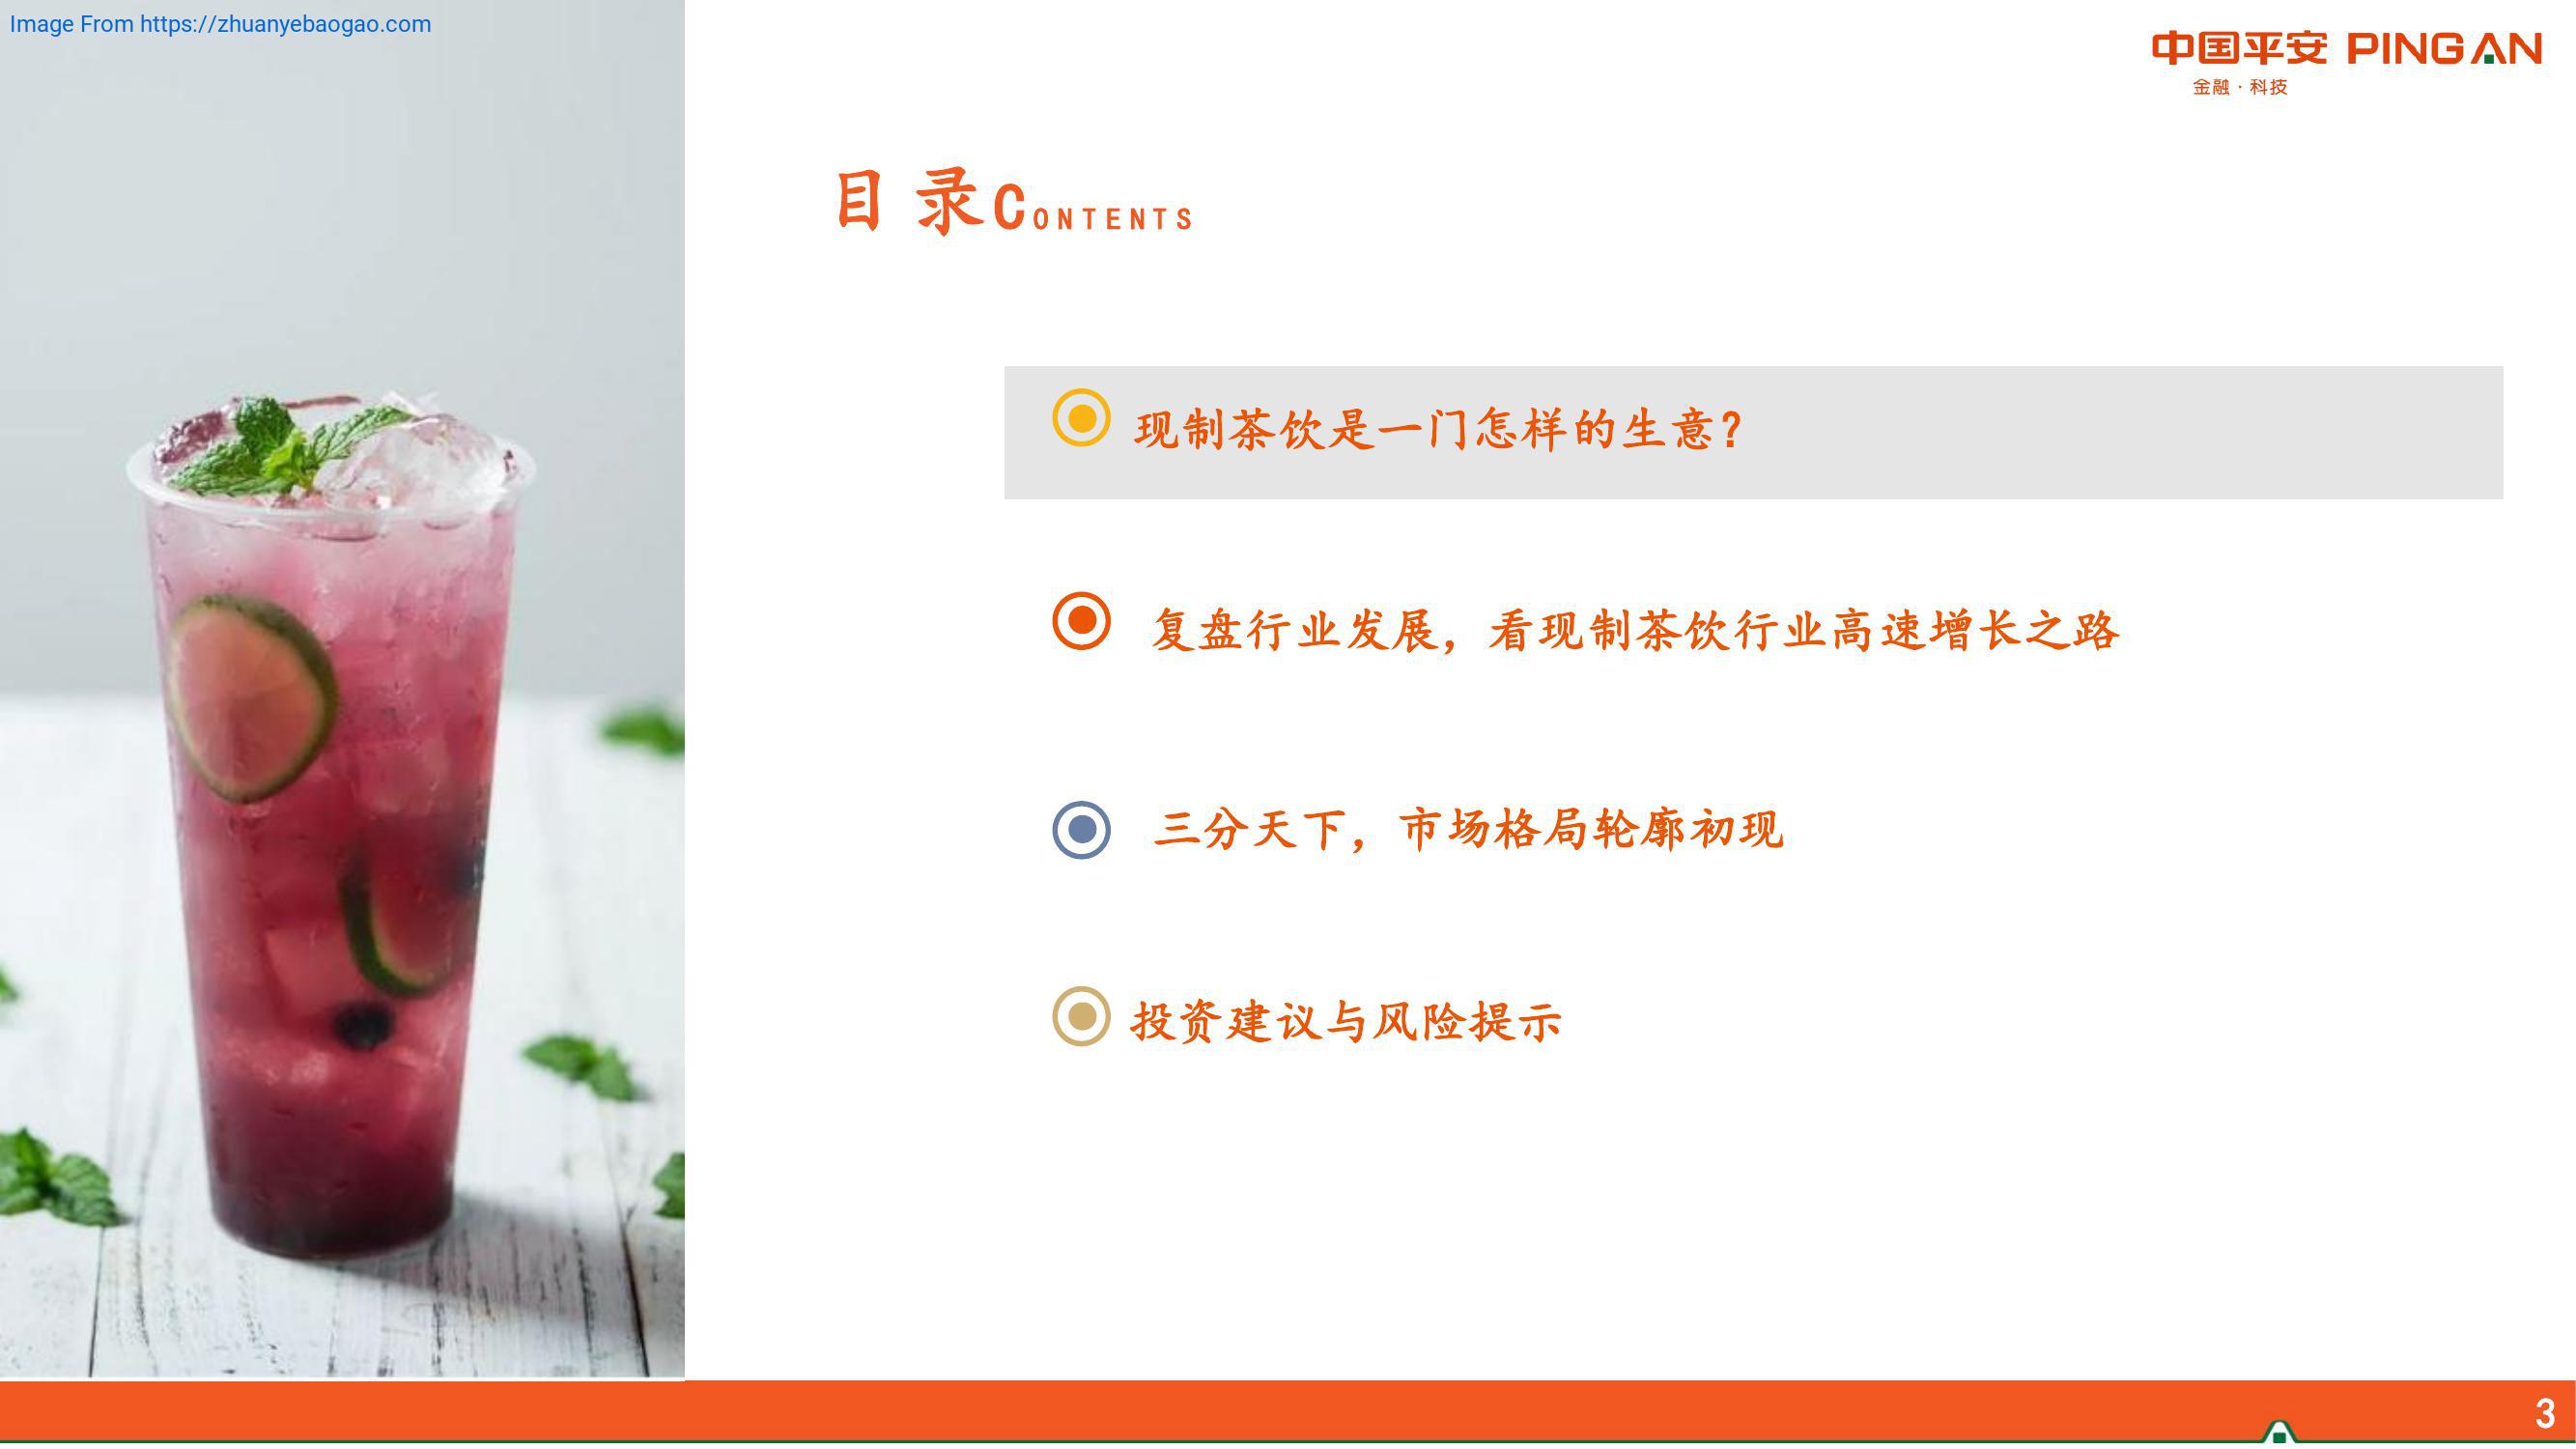 Image From https://zhuanyebaogao.com
中国平安 PINGAN
金融·科技
目录CONTENTS
现制茶饮是一门怎样的生意？
复盘行业发展，看现制茶饮行业高速增长之路
三分天下，市场格局轮廓初现
投资建议与风险提示
3